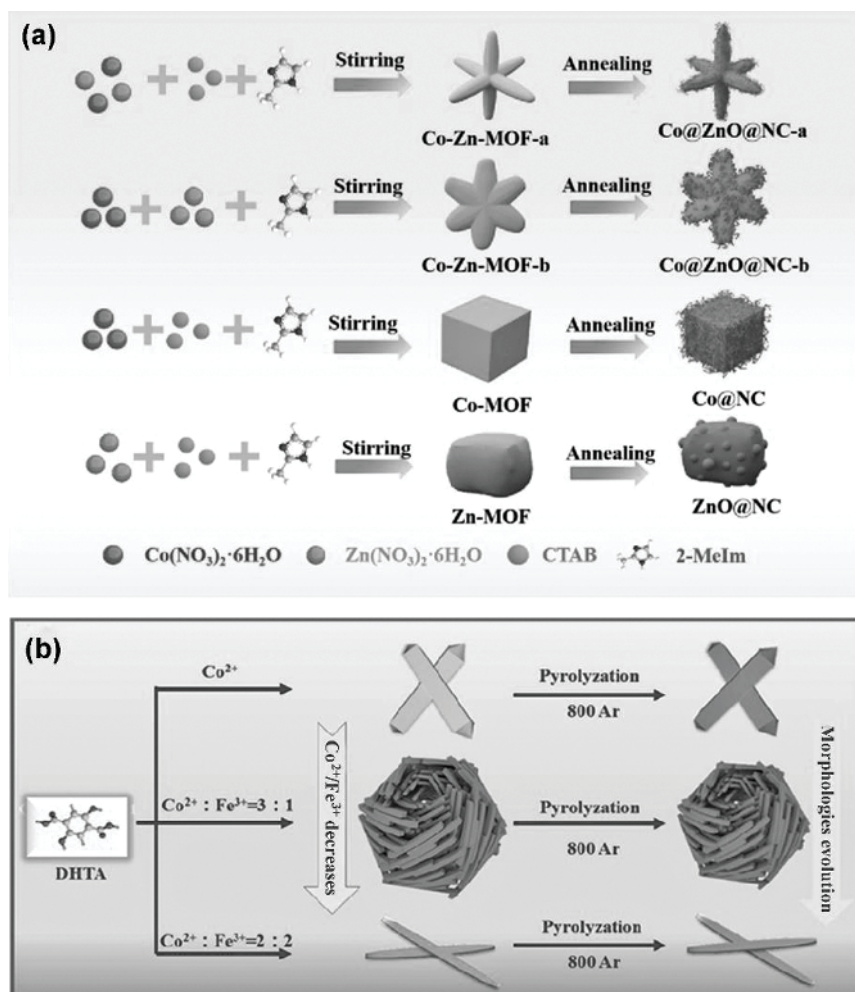 (a)
Stirring
Annealing
Co-Zn-MOF-a
Co@ZnO@NC-a
Stirring
Annealing
Co-Zn-MOF-b
Co@ZnO@NC-b
Stirring
Annealing
Co-MOF
Co@NC
Stirring
Annealing
Zn-MOF
ZnO@NC
Co(NO₃)₂·6H₂O
Zn(NO₃)₂·6H₂O
CTAB
2-MeIm
(b)
Co²⁺
Pyrolyzation
800 Ar
Co²⁺/Fe³⁺ decreases
Morphologies evolution
DHTA
Co²⁺ : Fe³⁺=3 : 1
Pyrolyzation
800 Ar
Co²⁺ : Fe³⁺=2 : 2
Pyrolyzation
800 Ar